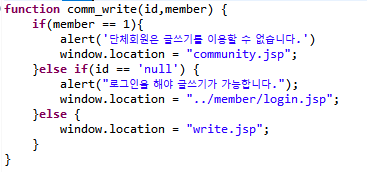 function comm_write(id,member) {
    if(member == 1){
        alert('단체회원은 글쓰기를 이용할 수 없습니다.')
        window.location = "community.jsp";
    }else if(id == 'null') {
        alert("로그인을 해야 글쓰기가 가능합니다.");
        window.location = "../member/login.jsp";
    }else {
        window.location = "write.jsp";
    }
}